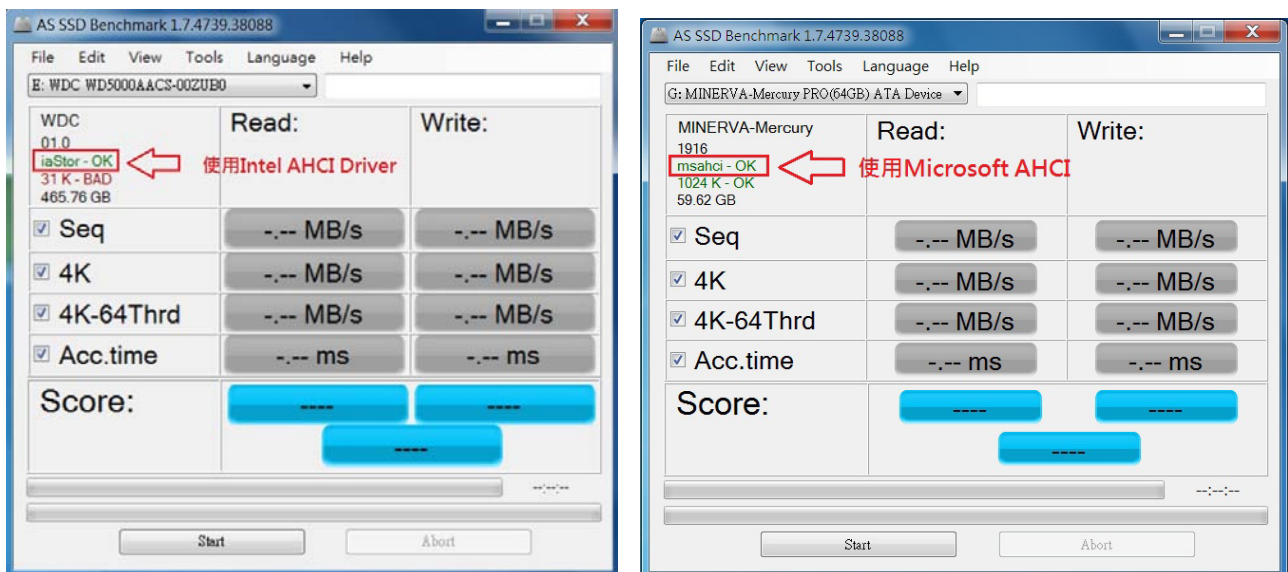 AS SSD Benchmark 1.7.4739.38088
File Edit View Tools Language Help
E: WDC WD5000AACS-00ZUB0
WDC
01.0
iaStor - OK
使用Intel AHCI Driver
31 K - BAD
465.76 GB
Read:
Write:
Seq
-.-- MB/s
-.-- MB/s
4K
-.-- MB/s
-.-- MB/s
4K-64Thrd
-.-- MB/s
-.-- MB/s
Acc.time
-.-- ms
-.-- ms
Score:
----
----
----
--:--:--
Start
Abort
AS SSD Benchmark 1.7.4739.38088
File Edit View Tools Language Help
G: MINERVA-Mercury PRO(64GB) ATA Device
MINERVA-Mercury
1916
msahci - OK
使用Microsoft AHCI
1024 K - OK
59.62 GB
Read:
Write:
Seq
-.-- MB/s
-.-- MB/s
4K
-.-- MB/s
-.-- MB/s
4K-64Thrd
-.-- MB/s
-.-- MB/s
Acc.time
-.-- ms
-.-- ms
Score:
----
----
----
--:--:--
Start
Abort